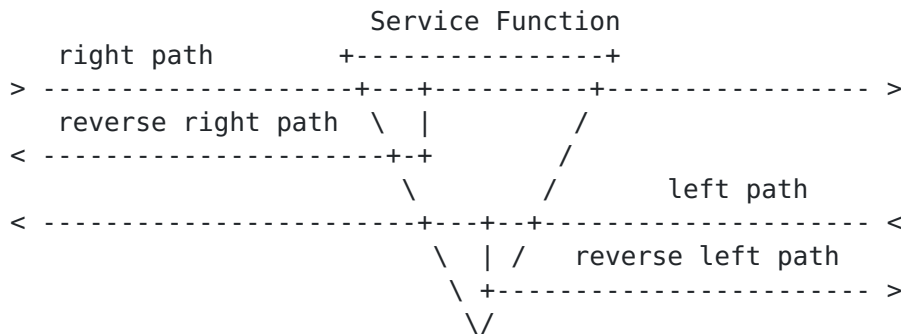 Service Function
right path +----------------+
> --------------------+---+----------+----------------- >
reverse right path \ | /
< ----------------------+-+ /
\ / left path
< ------------------------+---+--+--------------------- <
\ | / reverse left path
\ +------------------------ >
\/